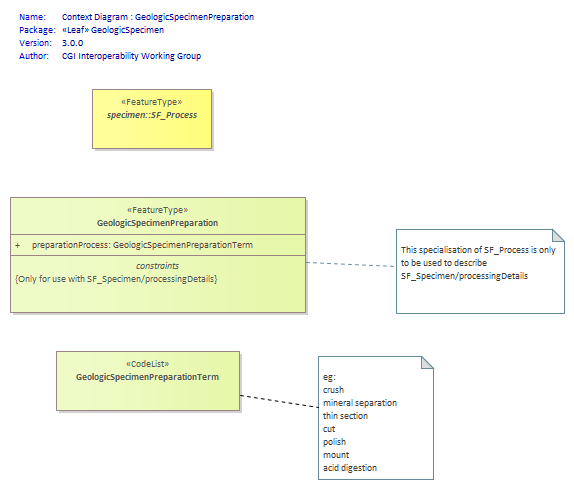 Name: Context Diagram : GeologicSpecimenPreparation
Package: «Leaf» GeologicSpecimen
Version: 3.0.0
Author: CGI Interoperability Working Group
«FeatureType»
specimen::SF_Process
«FeatureType»
GeologicSpecimenPreparation
+ preparationProcess: GeologicSpecimenPreparationTerm
constraints
{Only for use with SF_Specimen/processingDetails}
This specialisation of SF_Process is only
to be used to describe
SF_Specimen/processingDetails
«CodeList»
GeologicSpecimenPreparationTerm
eg:
crush
mineral separation
thin section
cut
polish
mount
acid digestion